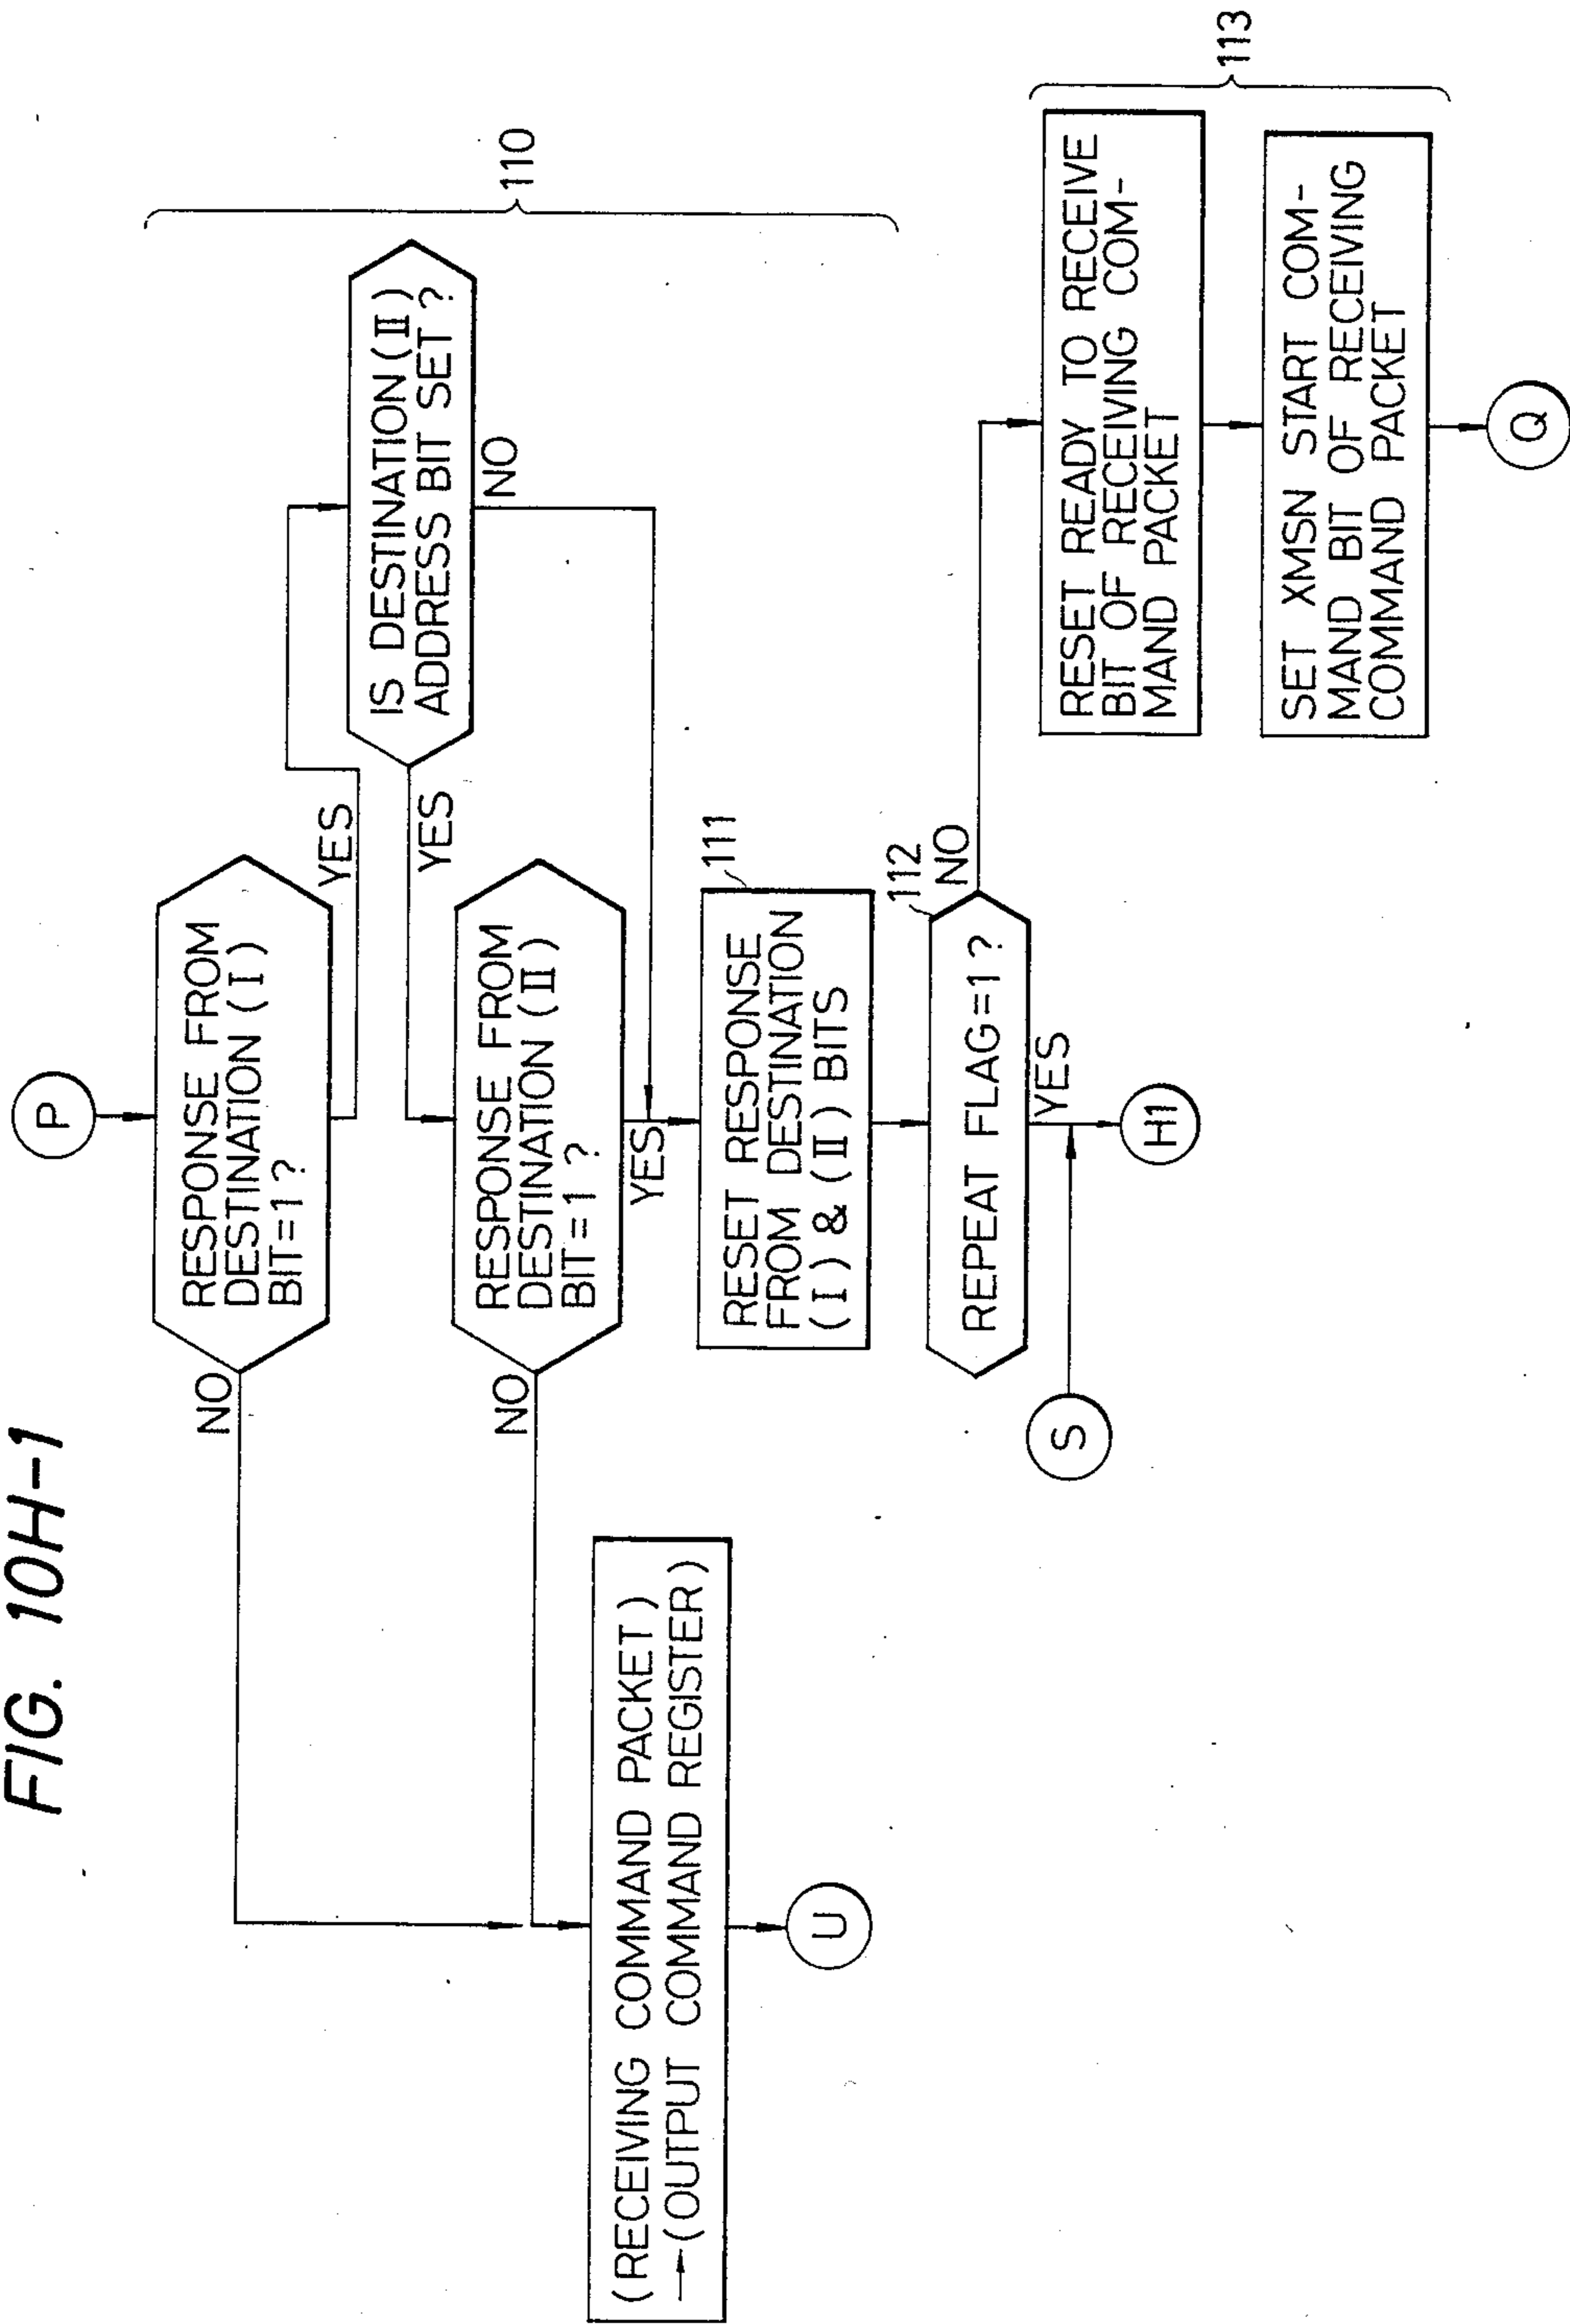 FIG. 10H-1
P
RESPONSE FROM
DESTINATION (I)
BIT=1?
NO
YES
IS DESTINATION (II)
ADDRESS BIT SET ?
YES
NO
110
RESPONSE FROM
DESTINATION (II)
BIT=1?
NO
YES
(RECEIVING COMMAND PACKET)
→(OUTPUT COMMAND REGISTER)
U
RESET RESPONSE
FROM DESTINATION
(I) & (II) BITS
111
REPEAT FLAG=1?
112
NO
YES
S
H1
RESET READY TO RECEIVE
BIT OF RECEIVING COM-
MAND PACKET
SET XMSN START COM-
MAND BIT OF RECEIVING
COMMAND PACKET
113
Q